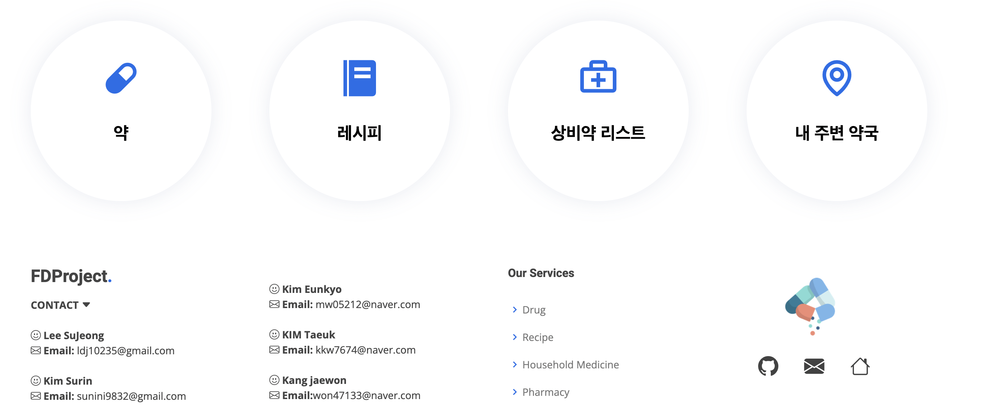 약
레시피
상비약 리스트
내 주변 약국
FDProject.
CONTACT
Lee SuJeong
Email: ldj10235@gmail.com
Kim Surin
Email: sunini9832@gmail.com
Kim Eunkyo
Email: mw05212@naver.com
KIM Taeuk
Email: kkw7674@naver.com
Kang jaewon
Email:won47133@naver.com
Our Services
Drug
Recipe
Household Medicine
Pharmacy